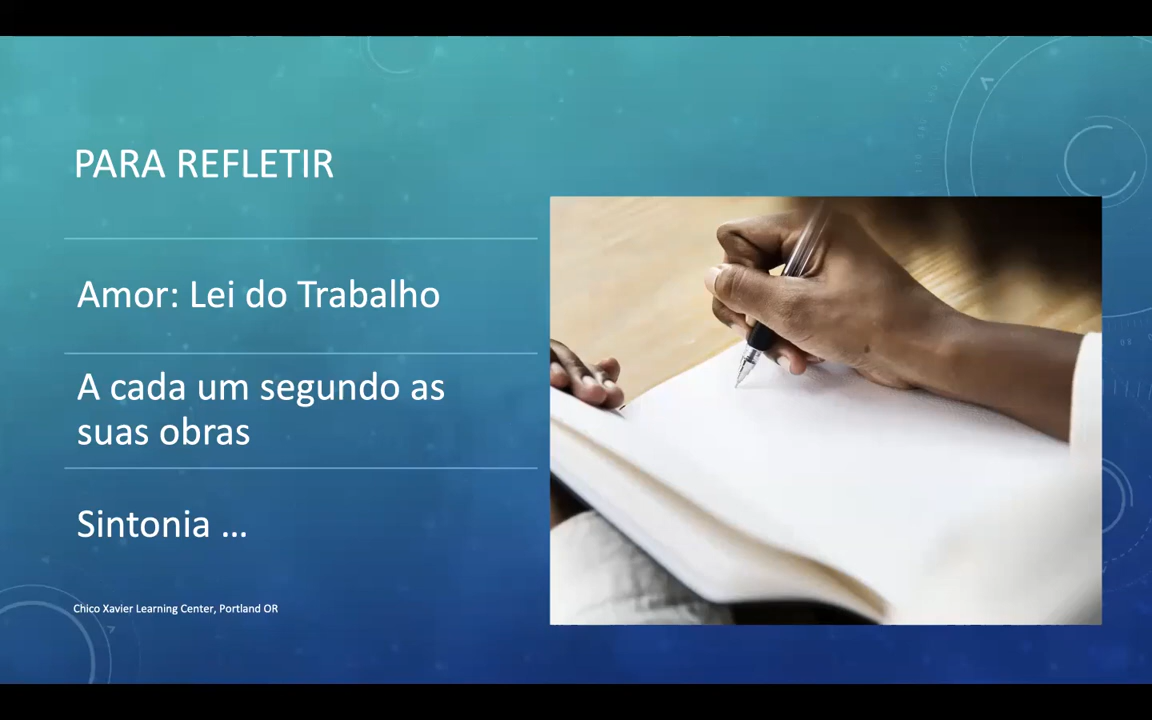 PARA REFLETIR
Amor: Lei do Trabalho
A cada um segundo as
suas obras
Sintonia ...
Chico Xavier Learning Center, Portland OR